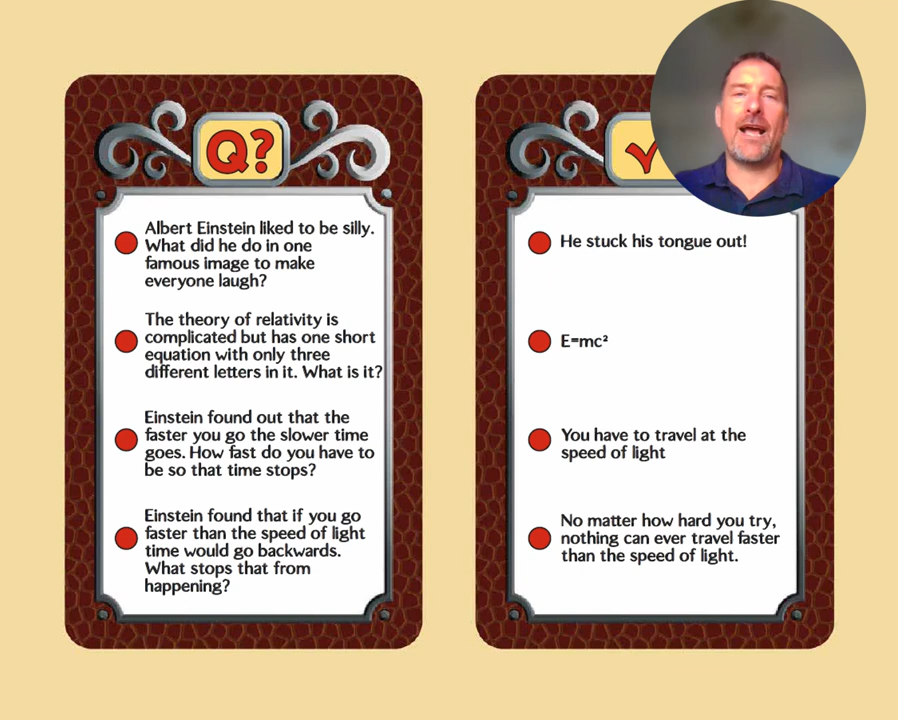 Q?
Albert Einstein liked to be silly.
What did he do in one
famous image to make
everyone laugh?
The theory of relativity is
complicated but has one short
equation with only three
different letters in it. What is it?
Einstein found out that the
faster you go the slower time
goes. How fast do you have to
be so that time stops?
Einstein found that if you go
faster than the speed of light
time would go backwards.
What stops that from
happening?
He stuck his tongue out!
E=mc²
You have to travel at the
speed of light
No matter how hard you try,
nothing can ever travel faster
than the speed of light.